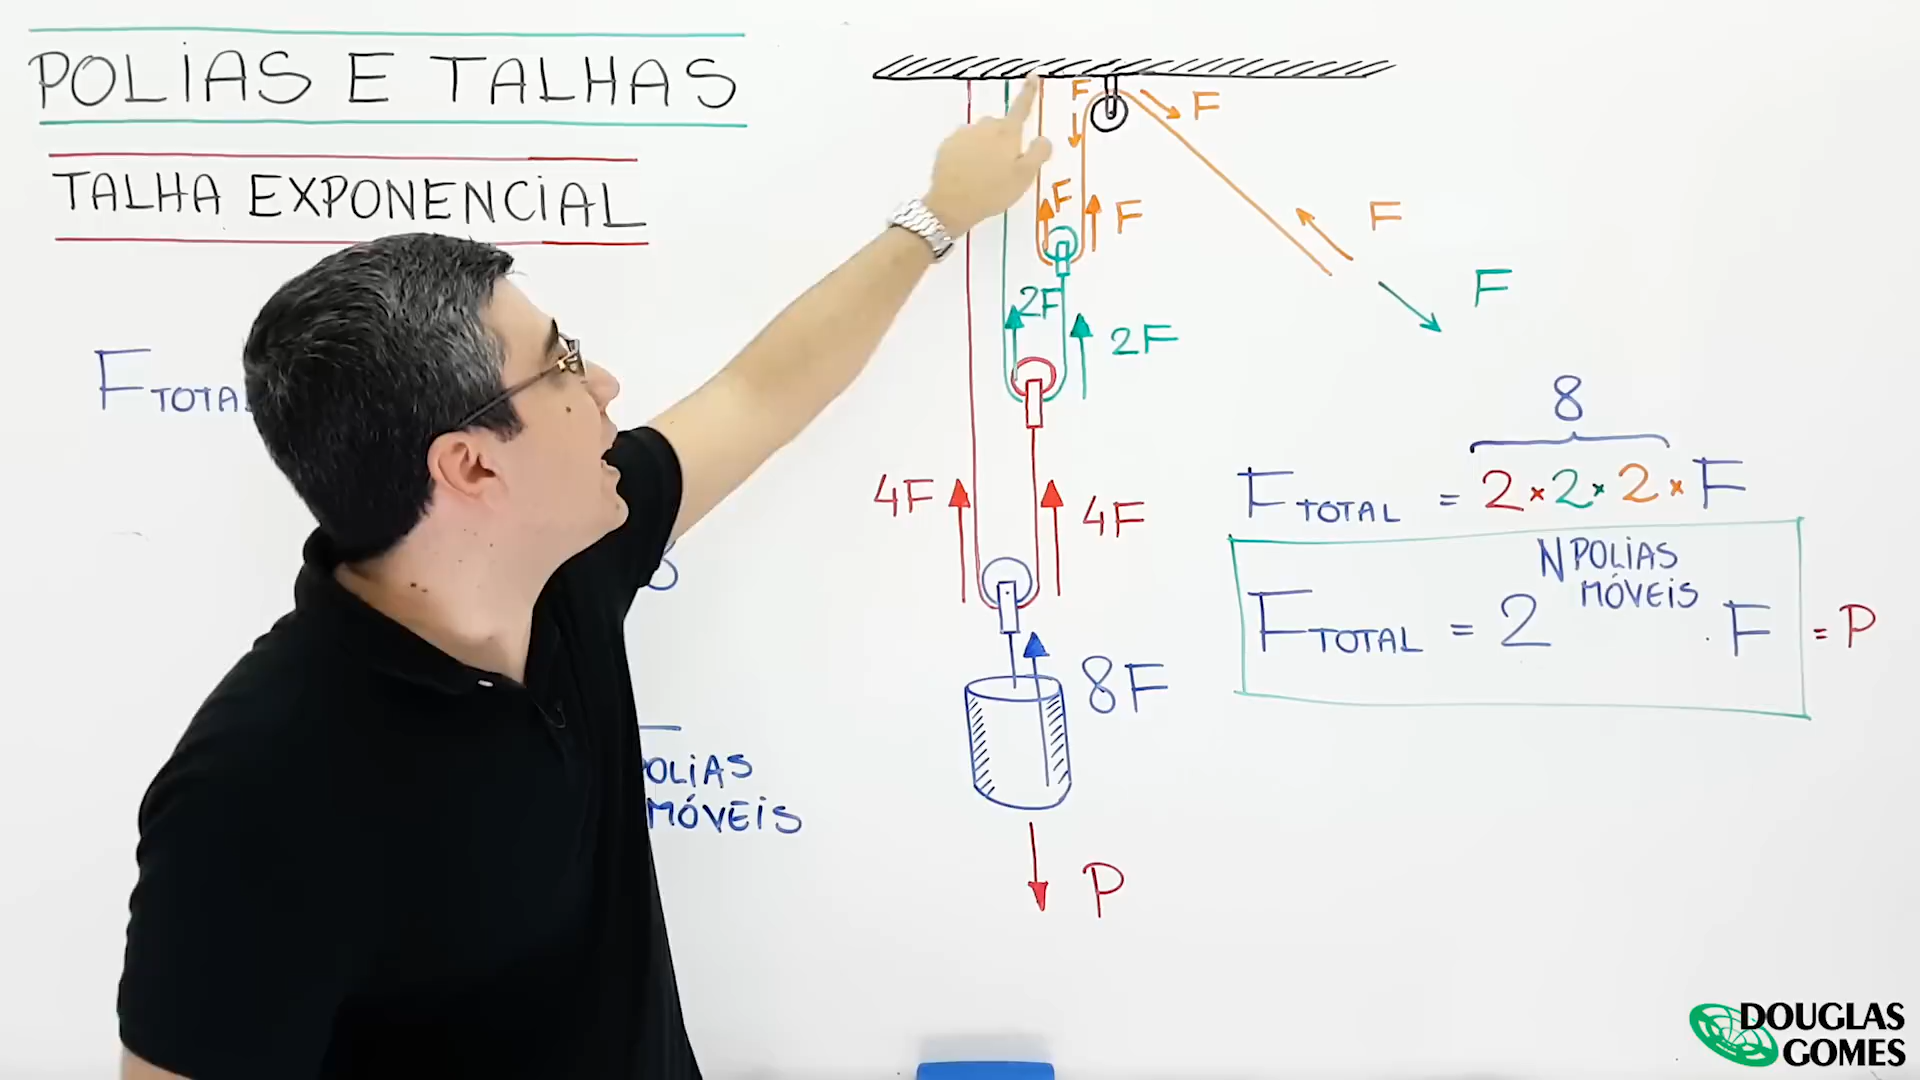 POLIAS E TALHAS
TALHA EXPONENCIAL
F
F
F
F
F
F
F
2F
2F
F TOTAL
4F
4F
8
F TOTAL = 2 × 2 × 2 × F
F TOTAL = 2 N POLIAS MÓVEIS . F = P
8F
MÓVEIS
P
DOUGLAS
GOMES